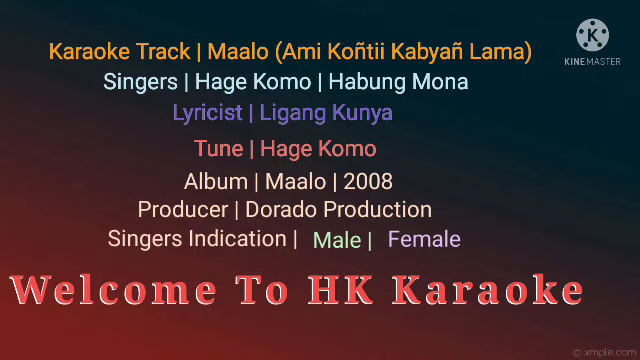 Karaoke Track | Maalo (Ami Koñtii Kabyañ Lama)
KINEMASTER
Singers | Hage Komo | Habung Mona
Lyricist | Ligang Kunya
Tune | Hage Komo
Album | Maalo | 2008
Producer | Dorado Production
Singers Indication | Male | Female
Welcome To HK Karaoke
© xmple.com